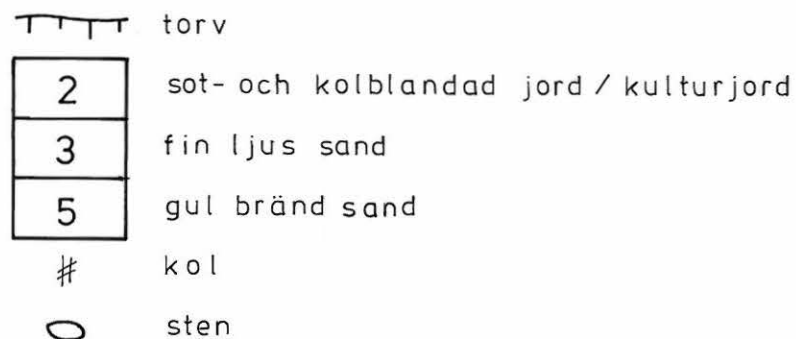 torv
2 sot- och kolblandad jord / kulturjord
3 fin ljus sand
5 gul bränd sand
# kol
sten